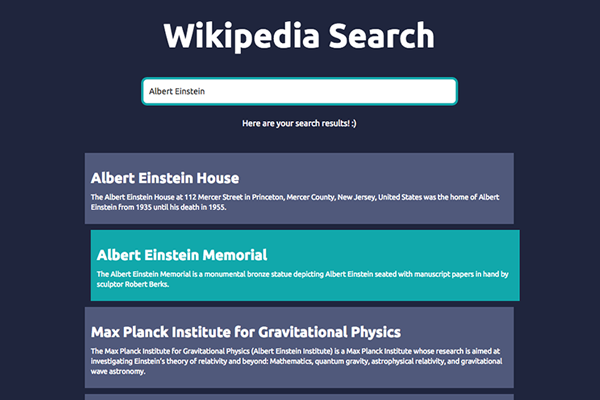 Wikipedia Search
Albert Einstein
Here are your search results! :)
Albert Einstein House
The Albert Einstein House at 112 Mercer Street in Princeton, Mercer County, New Jersey, United States was the home of Albert
Einstein from 1935 until his death in 1955.
Albert Einstein Memorial
The Albert Einstein Memorial is a monumental bronze statue depicting Albert Einstein seated with manuscript papers in hand by
sculptor Robert Berks.
Max Planck Institute for Gravitational Physics
The Max Planck Institute for Gravitational Physics (Albert Einstein Institute) is a Max Planck Institute whose research is aimed at
investigating Einstein's theory of relativity and beyond: Mathematics, quantum gravity, astrophysical relativity, and gravitational
wave astronomy.